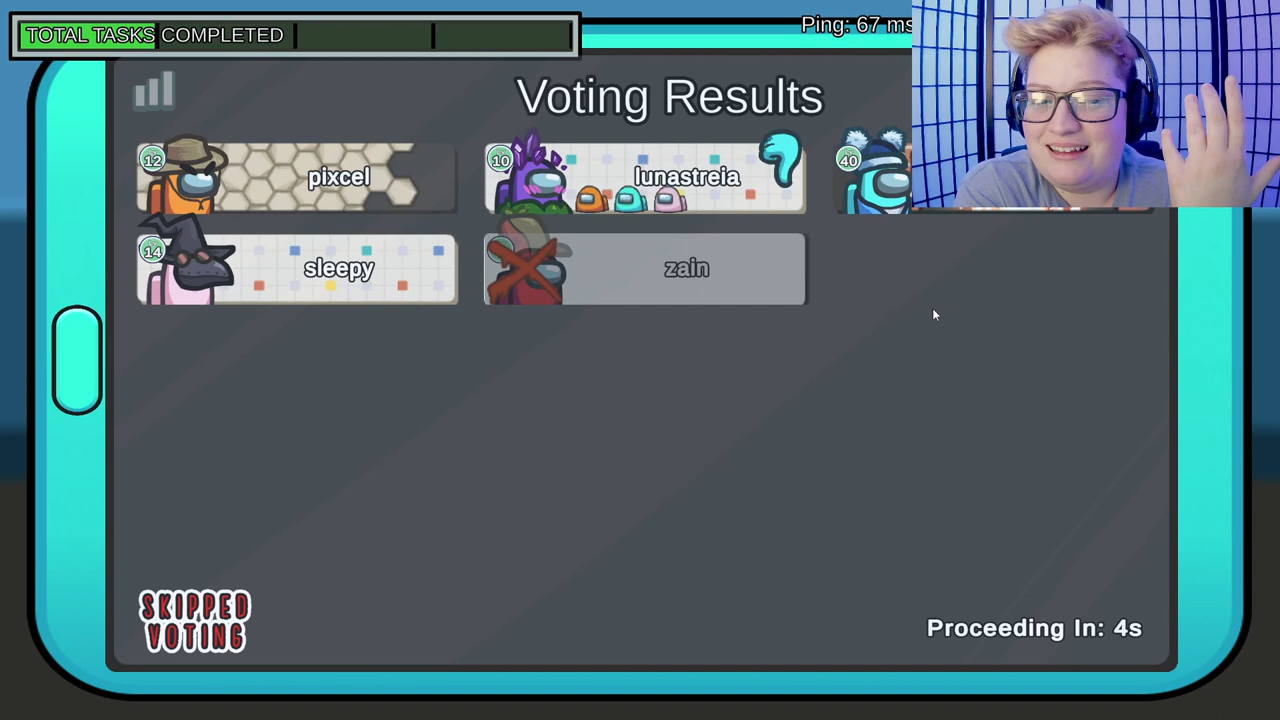 TOTAL TASKS COMPLETED
Ping: 67 ms
Voting Results
12
pixcel
10
lunastreia
40
14
sleepy
zain
SKIPPED
VOTING
Proceeding In: 4s